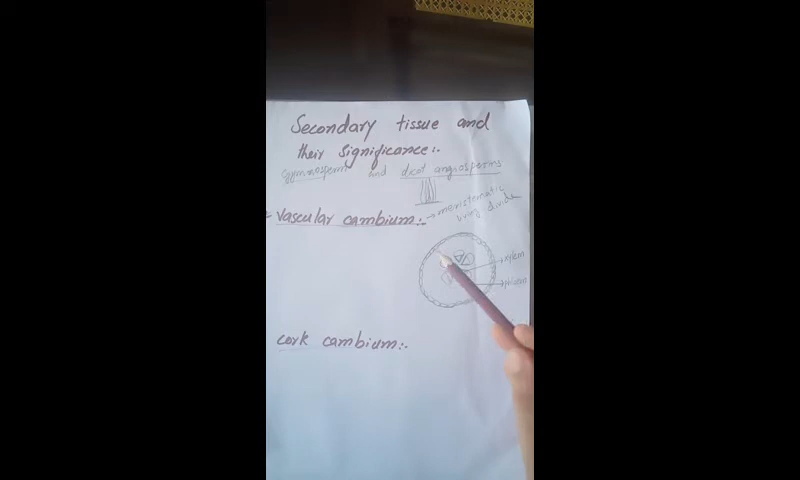 Secondary tissue and
their significance:.
Gymnosperm and dicot angiosperms
Vascular cambium:. → meristematic
living divide
→ xylem
→ phloem
cork cambium:.